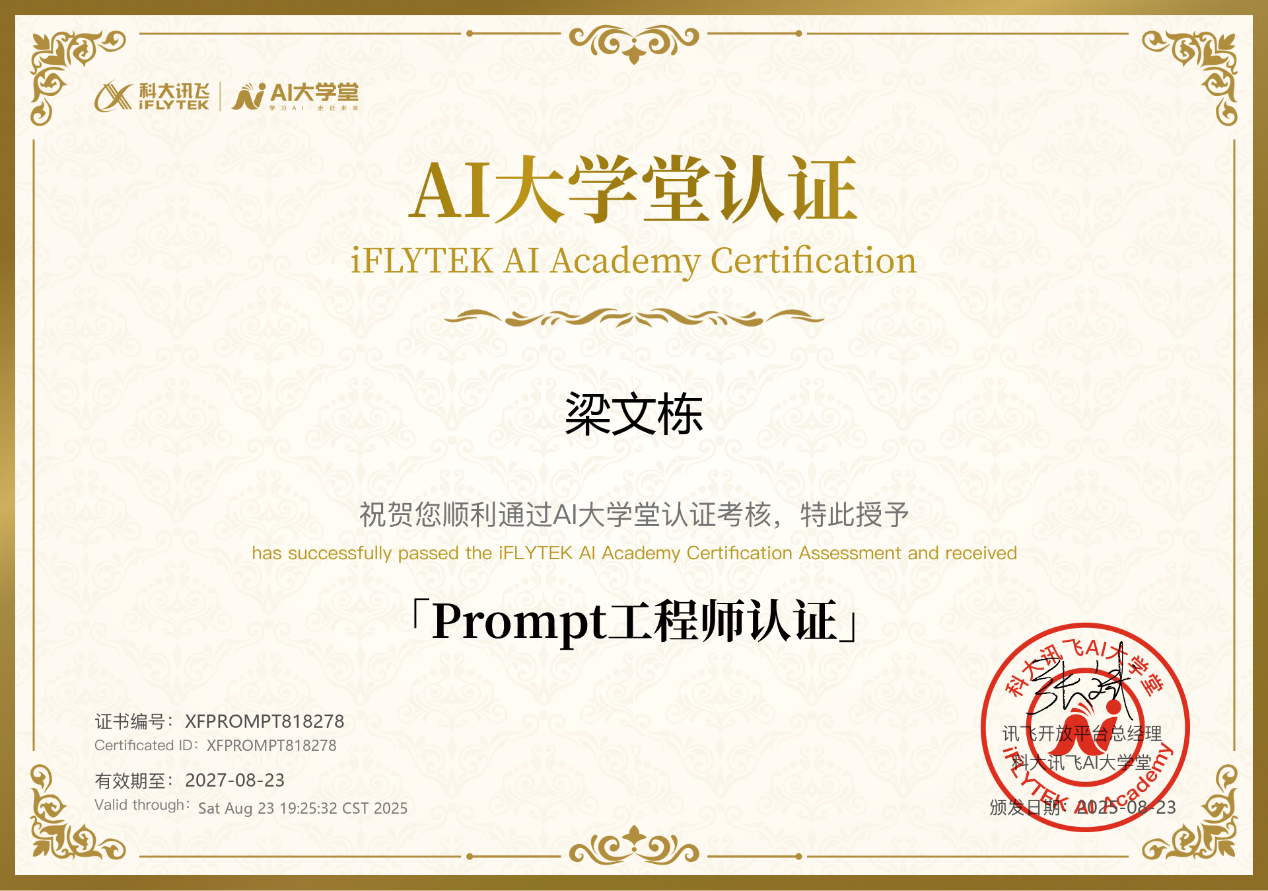 科大讯飞
iFLYTEK
AI大学堂
学习AI·走近未来
AI大学堂认证
iFLYTEK AI Academy Certification
梁文栋
祝贺您顺利通过AI大学堂认证考核，特此授予
has successfully passed the iFLYTEK AI Academy Certification Assessment and received
「Prompt工程师认证」
证书编号：XFPROMPT818278
Certificated ID：XFPROMPT818278
有效期至：2027-08-23
Valid through：Sat Aug 23 19:25:32 CST 2025
科大讯飞AI大学堂
讯飞开放平台总经理
科大讯飞AI大学堂
iFLYTEK AI Academy
颁发日期：2025-08-23